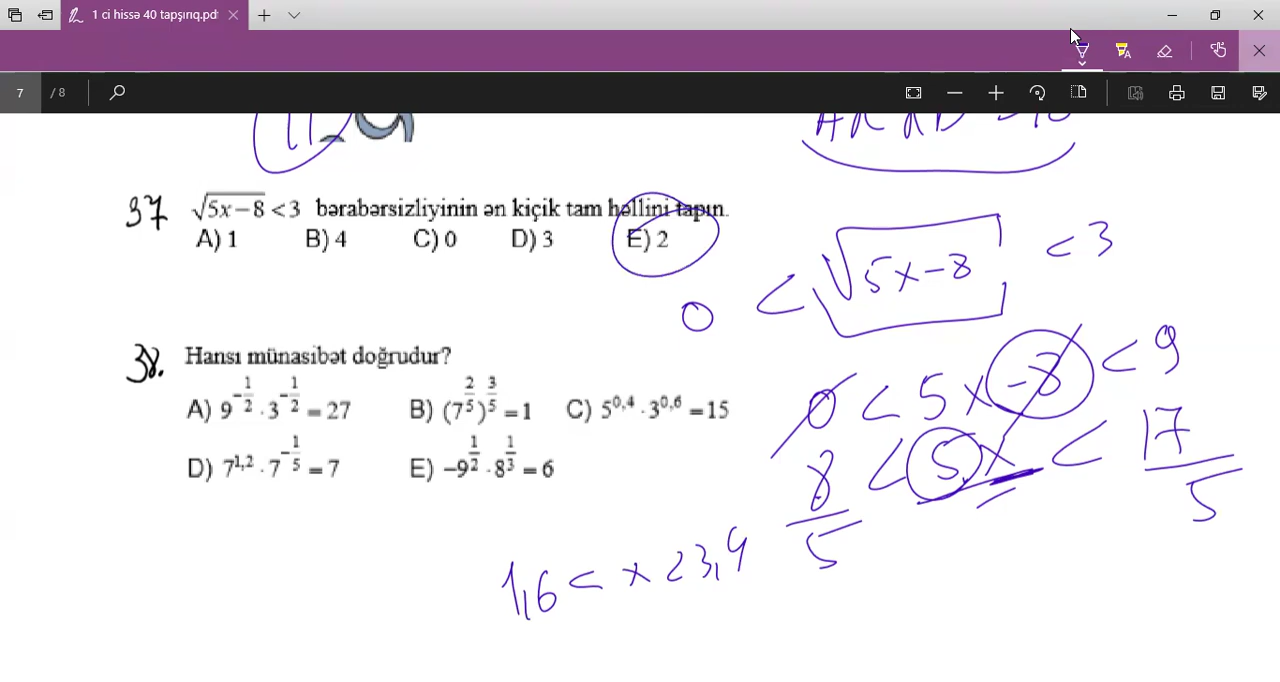 1 ci hissə 40 tapşırıq.pdf
7 / 8
37 √5x−8 < 3 bərabərsizliyinin ən kiçik tam həllini tapın.
A) 1 B) 4 C) 0 D) 3 E) 2
0 < √5x−8 < 3
38. Hansı münasibət doğrudur?
0 < 5x −8 < 9
A) 9^{-1/2} · 3^{-1/2} = 27 B) (7^{2/5})^{3/5} = 1 C) 5^{0,4} · 3^{0,6} = 15
D) 7^{1,2} · 7^{-1/5} = 7 E) −9^{1/2} · 8^{1/3} = 6
8/5 < 5x < 17/5
1,6 < x < 3,4